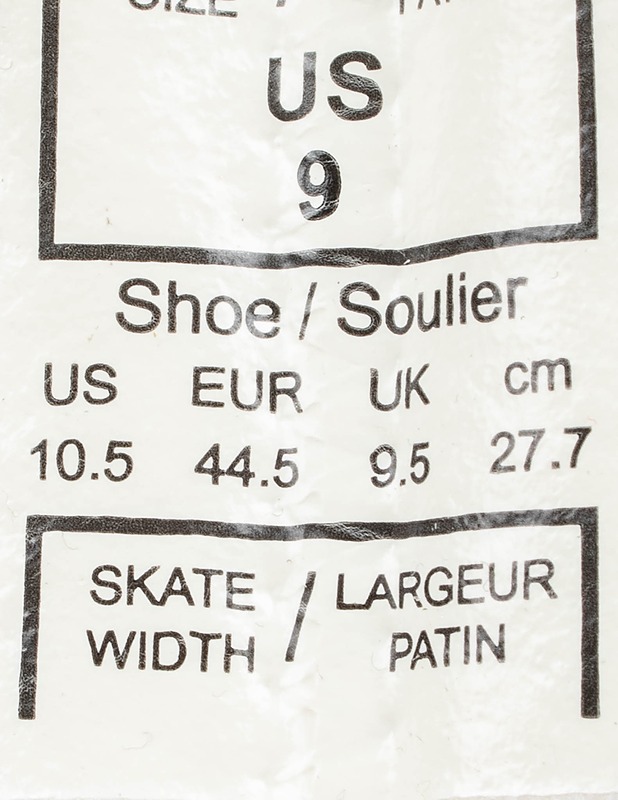 SIZE /
US
9
Shoe / Soulier
US EUR UK cm
10.5 44.5 9.5 27.7
SKATE / LARGEUR
WIDTH PATIN